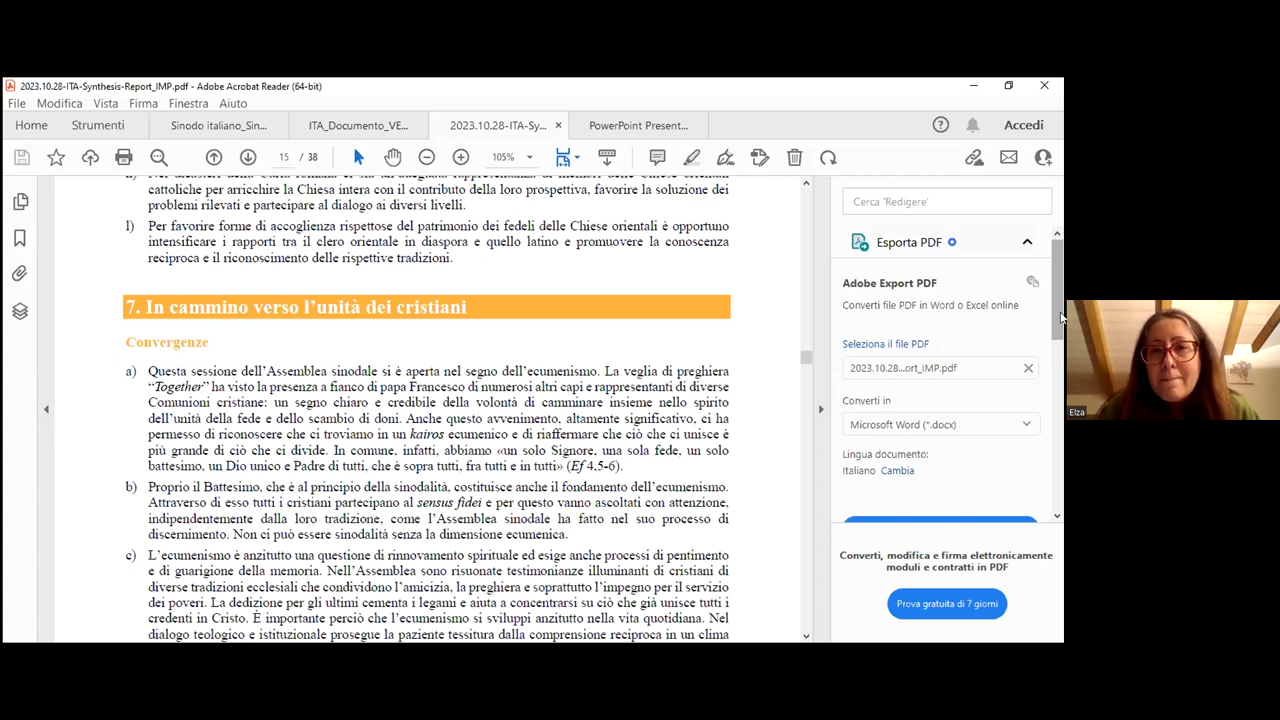 2023.10.28-ITA-Synthesis-Report_IMP.pdf - Adobe Acrobat Reader (64-bit)
File Modifica Vista Firma Finestra Aiuto
Home Strumenti Sinodo italiano_Sin... ITA_Documento_VE... 2023.10.28-ITA-Sy... × PowerPoint Present... Accedi
15 / 38 105%
cattoliche per arricchire la Chiesa intera con il contributo della loro prospettiva, favorire la soluzione dei
problemi rilevati e partecipare al dialogo ai diversi livelli.
l) Per favorire forme di accoglienza rispettose del patrimonio dei fedeli delle Chiese orientali è opportuno
intensificare i rapporti tra il clero orientale in diaspora e quello latino e promuovere la conoscenza
reciproca e il riconoscimento delle rispettive tradizioni.
7. In cammino verso l’unità dei cristiani
Convergenze
a) Questa sessione dell’Assemblea sinodale si è aperta nel segno dell’ecumenismo. La veglia di preghiera
“Together” ha visto la presenza a fianco di papa Francesco di numerosi altri capi e rappresentanti di diverse
Comunioni cristiane: un segno chiaro e credibile della volontà di camminare insieme nello spirito
dell’unità della fede e dello scambio di doni. Anche questo avvenimento, altamente significativo, ci ha
permesso di riconoscere che ci troviamo in un kairos ecumenico e di riaffermare che ciò che ci unisce è
più grande di ciò che ci divide. In comune, infatti, abbiamo «un solo Signore, una sola fede, un solo
battesimo, un Dio unico e Padre di tutti, che è sopra tutti, fra tutti e in tutti» (Ef 4,5-6).
b) Proprio il Battesimo, che è al principio della sinodalità, costituisce anche il fondamento dell’ecumenismo.
Attraverso di esso tutti i cristiani partecipano al sensus fidei e per questo vanno ascoltati con attenzione,
indipendentemente dalla loro tradizione, come l’Assemblea sinodale ha fatto nel suo processo di
discernimento. Non ci può essere sinodalità senza la dimensione ecumenica.
c) L’ecumenismo è anzitutto una questione di rinnovamento spirituale ed esige anche processi di pentimento
e di guarigione della memoria. Nell’Assemblea sono risuonate testimonianze illuminanti di cristiani di
diverse tradizioni ecclesiali che condividono l’amicizia, la preghiera e soprattutto l’impegno per il servizio
dei poveri. La dedizione per gli ultimi cementa i legami e aiuta a concentrarsi su ciò che già unisce tutti i
credenti in Cristo. È importante perciò che l’ecumenismo si sviluppi anzitutto nella vita quotidiana. Nel
dialogo teologico e istituzionale prosegue la paziente tessitura dalla comprensione reciproca in un clima
Cerca 'Redigere'
Esporta PDF
Adobe Export PDF
Converti file PDF in Word o Excel online
Seleziona il file PDF
2023.10.28...ort_IMP.pdf
Converti in
Microsoft Word (*.docx)
Lingua documento:
Italiano Cambia
Converti, modifica e firma elettronicamente
moduli e contratti in PDF
Prova gratuita di 7 giorni
Elza